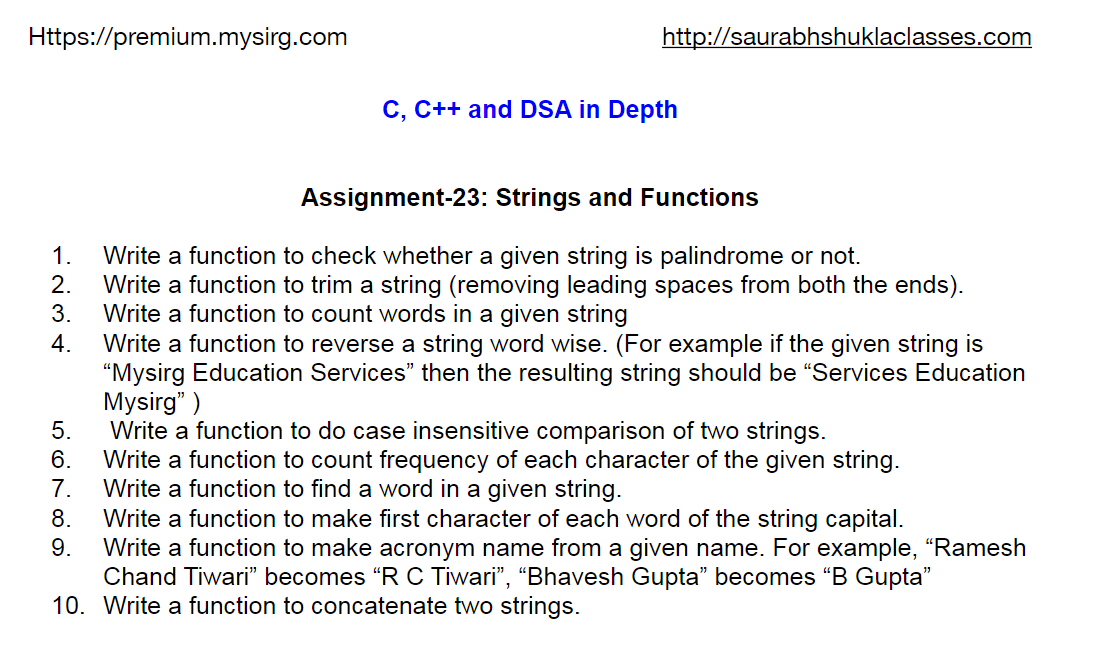 Https://premium.mysirg.com http://saurabhshuklaclasses.com
C, C++ and DSA in Depth
Assignment-23: Strings and Functions
1. Write a function to check whether a given string is palindrome or not.
2. Write a function to trim a string (removing leading spaces from both the ends).
3. Write a function to count words in a given string
4. Write a function to reverse a string word wise. (For example if the given string is
“Mysirg Education Services” then the resulting string should be “Services Education
Mysirg” )
5. Write a function to do case insensitive comparison of two strings.
6. Write a function to count frequency of each character of the given string.
7. Write a function to find a word in a given string.
8. Write a function to make first character of each word of the string capital.
9. Write a function to make acronym name from a given name. For example, “Ramesh
Chand Tiwari” becomes “R C Tiwari”, “Bhavesh Gupta” becomes “B Gupta”
10. Write a function to concatenate two strings.